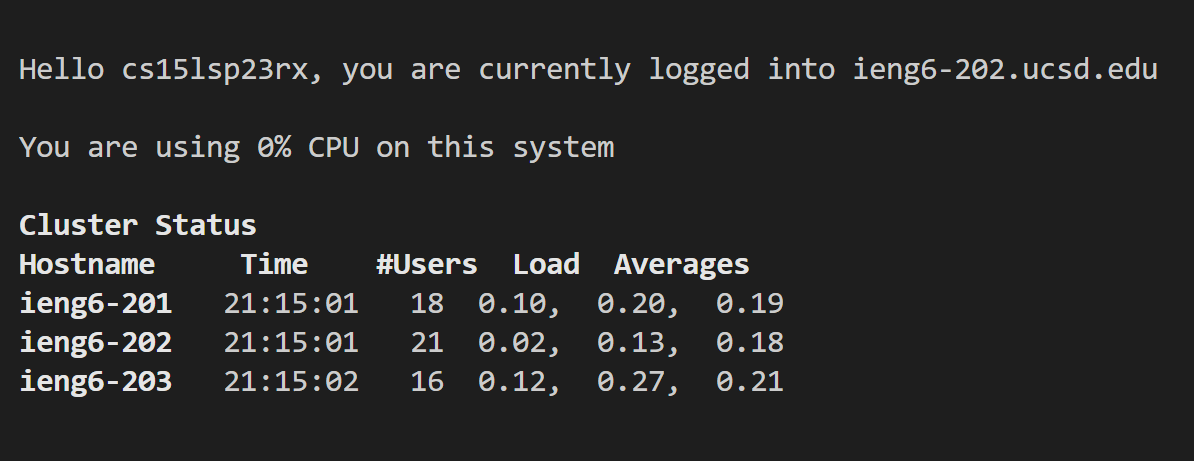 Hello cs15lsp23rx, you are currently logged into ieng6-202.ucsd.edu
You are using 0% CPU on this system
Cluster Status
Hostname     Time    #Users  Load  Averages
ieng6-201   21:15:01   18  0.10,  0.20,  0.19
ieng6-202   21:15:01   21  0.02,  0.13,  0.18
ieng6-203   21:15:02   16  0.12,  0.27,  0.21